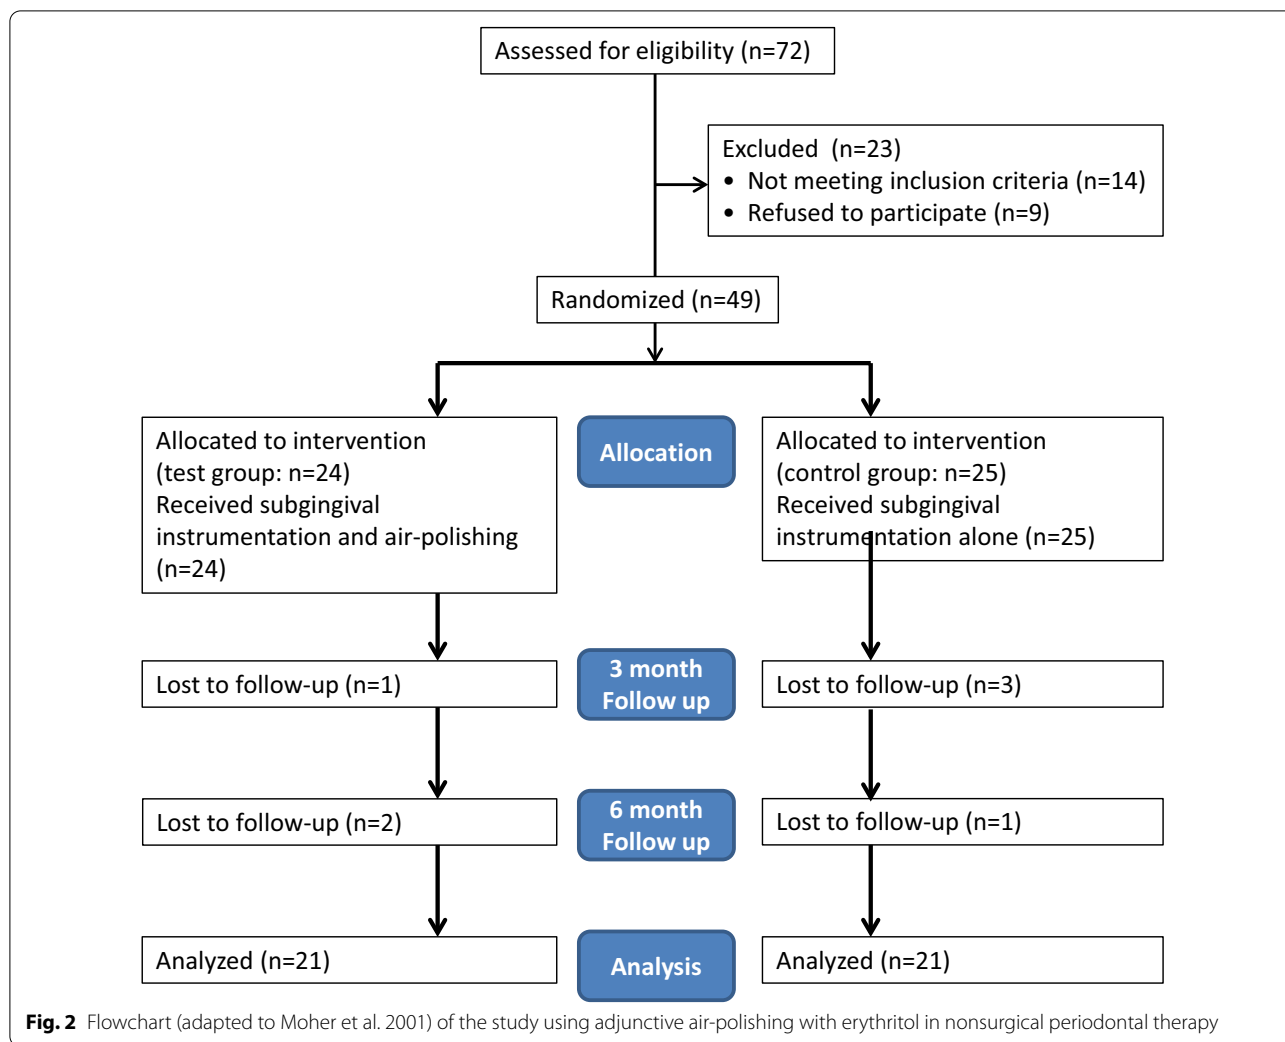 Assessed for eligibility (n=72)
Excluded (n=23)
• Not meeting inclusion criteria (n=14)
• Refused to participate (n=9)
Randomized (n=49)
Allocated to intervention
(test group: n=24)
Received subgingival
instrumentation and air-polishing
(n=24)
Allocation
Allocated to intervention
(control group: n=25)
Received subgingival
instrumentation alone (n=25)
Lost to follow-up (n=1)
3 month
Follow up
Lost to follow-up (n=3)
Lost to follow-up (n=2)
6 month
Follow up
Lost to follow-up (n=1)
Analyzed (n=21)
Analysis
Analyzed (n=21)
Fig. 2 Flowchart (adapted to Moher et al. 2001) of the study using adjunctive air-polishing with erythritol in nonsurgical periodontal therapy